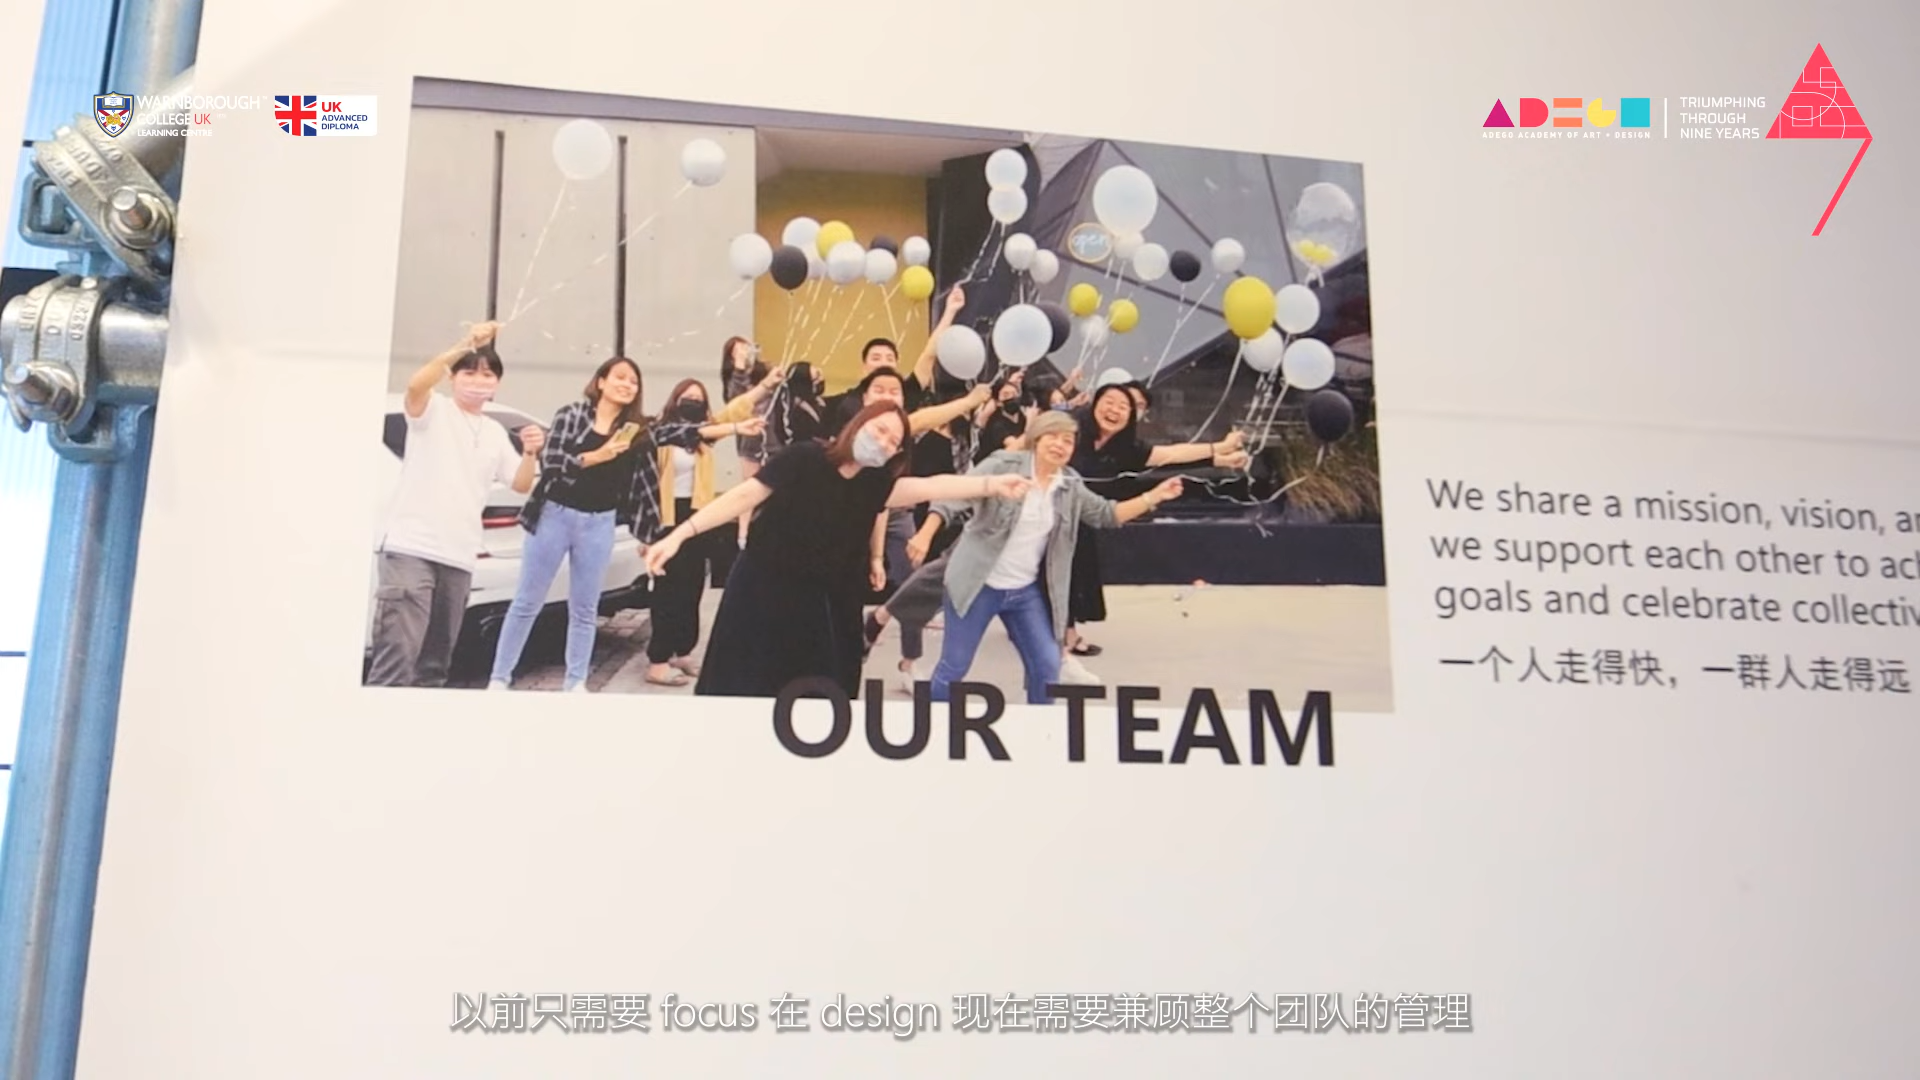 WARNBOROUGH
COLLEGE UK
LEARNING CENTRE
UK
ADVANCED
DIPLOMA
ADEGO
ADEGO ACADEMY OF ART + DESIGN
TRIUMPHING
THROUGH
NINE YEARS
open
We share a mission, vision,
we support each other to
goals and celebrate
一个人走得快，一群人走得远
OUR TEAM
以前只需要 focus 在 design 现在需要兼顾整个团队的管理